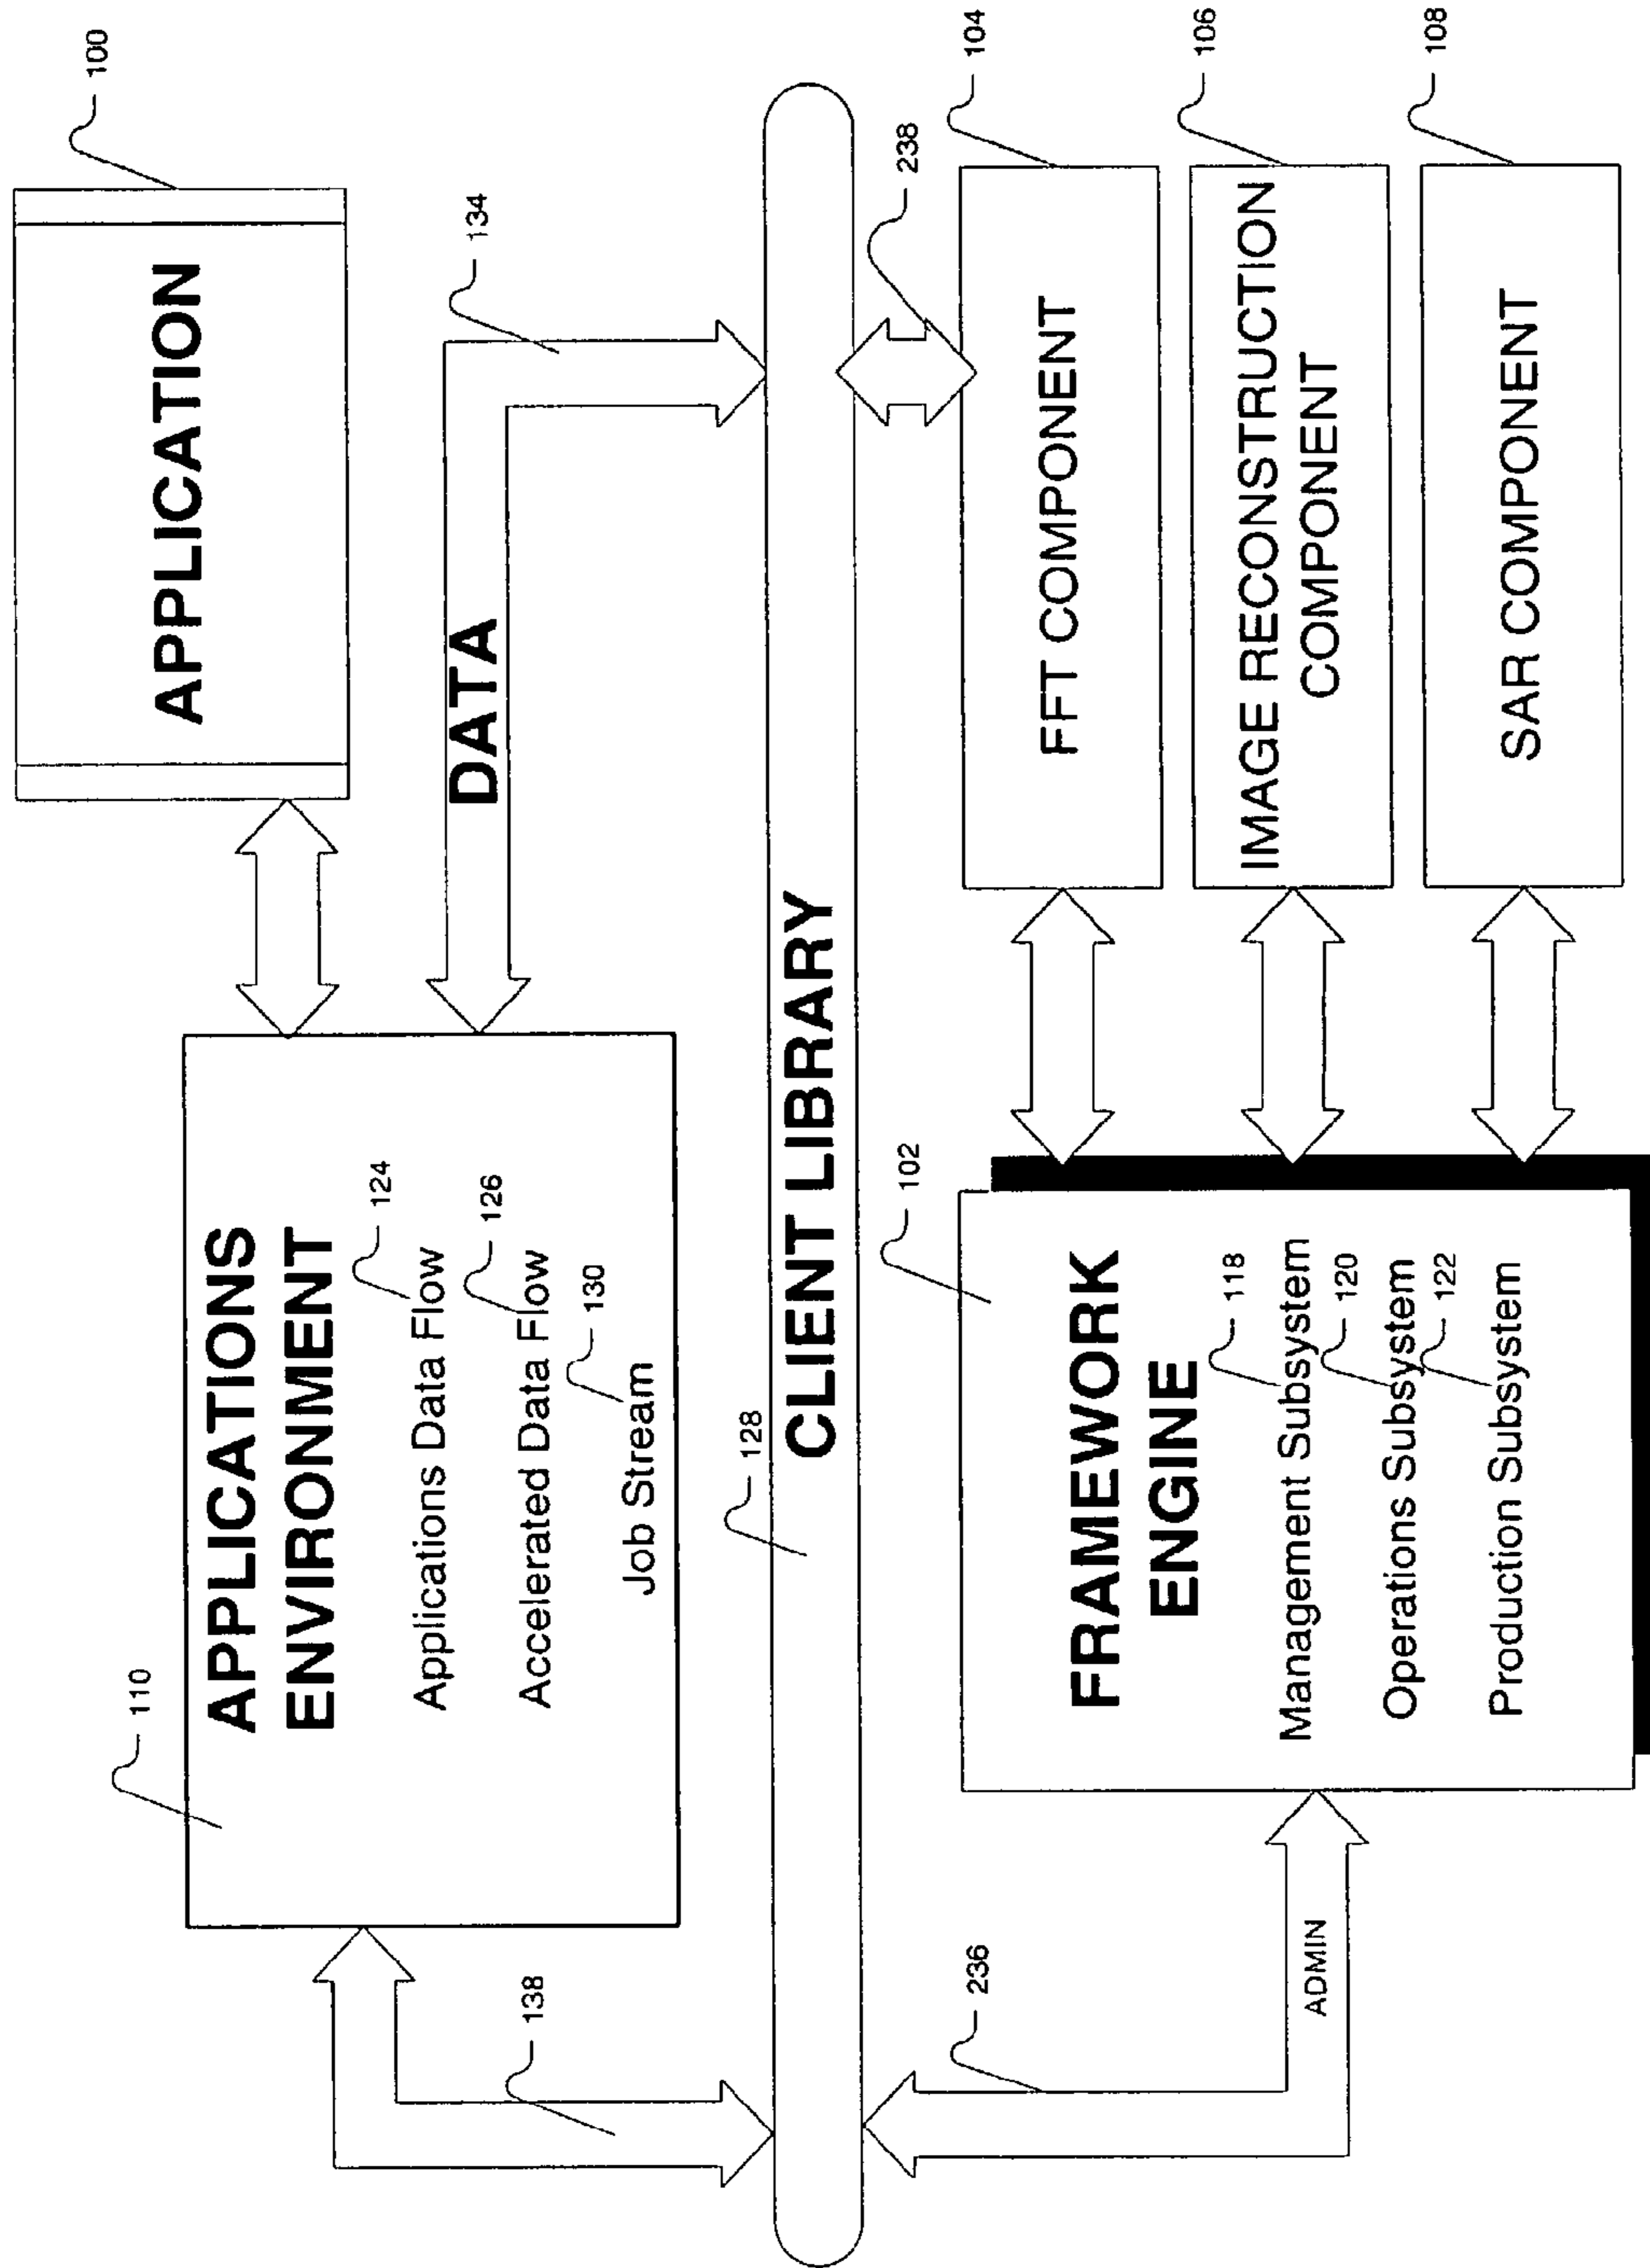 100
APPLICATION
DATA
134
110
APPLICATIONS
ENVIRONMENT
124
Applications Data Flow
126
Accelerated Data Flow
130
Job Stream
138
128
CLIENT LIBRARY
238
102
FRAMEWORK
ENGINE
118
Management Subsystem
120
Operations Subsystem
122
Production Subsystem
236
ADMIN
104
FFT COMPONENT
106
IMAGE RECONSTRUCTION
COMPONENT
108
SAR COMPONENT